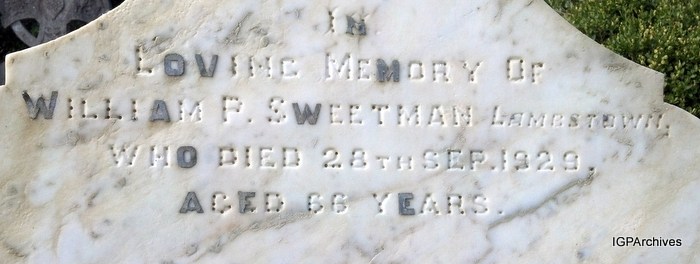 IN
LOVING MEMORY OF
WILLIAM P. SWEETMAN LAMBSTOWN,
WHO DIED 28TH SEP. 1929,
AGED 66 YEARS.
IGPArchives